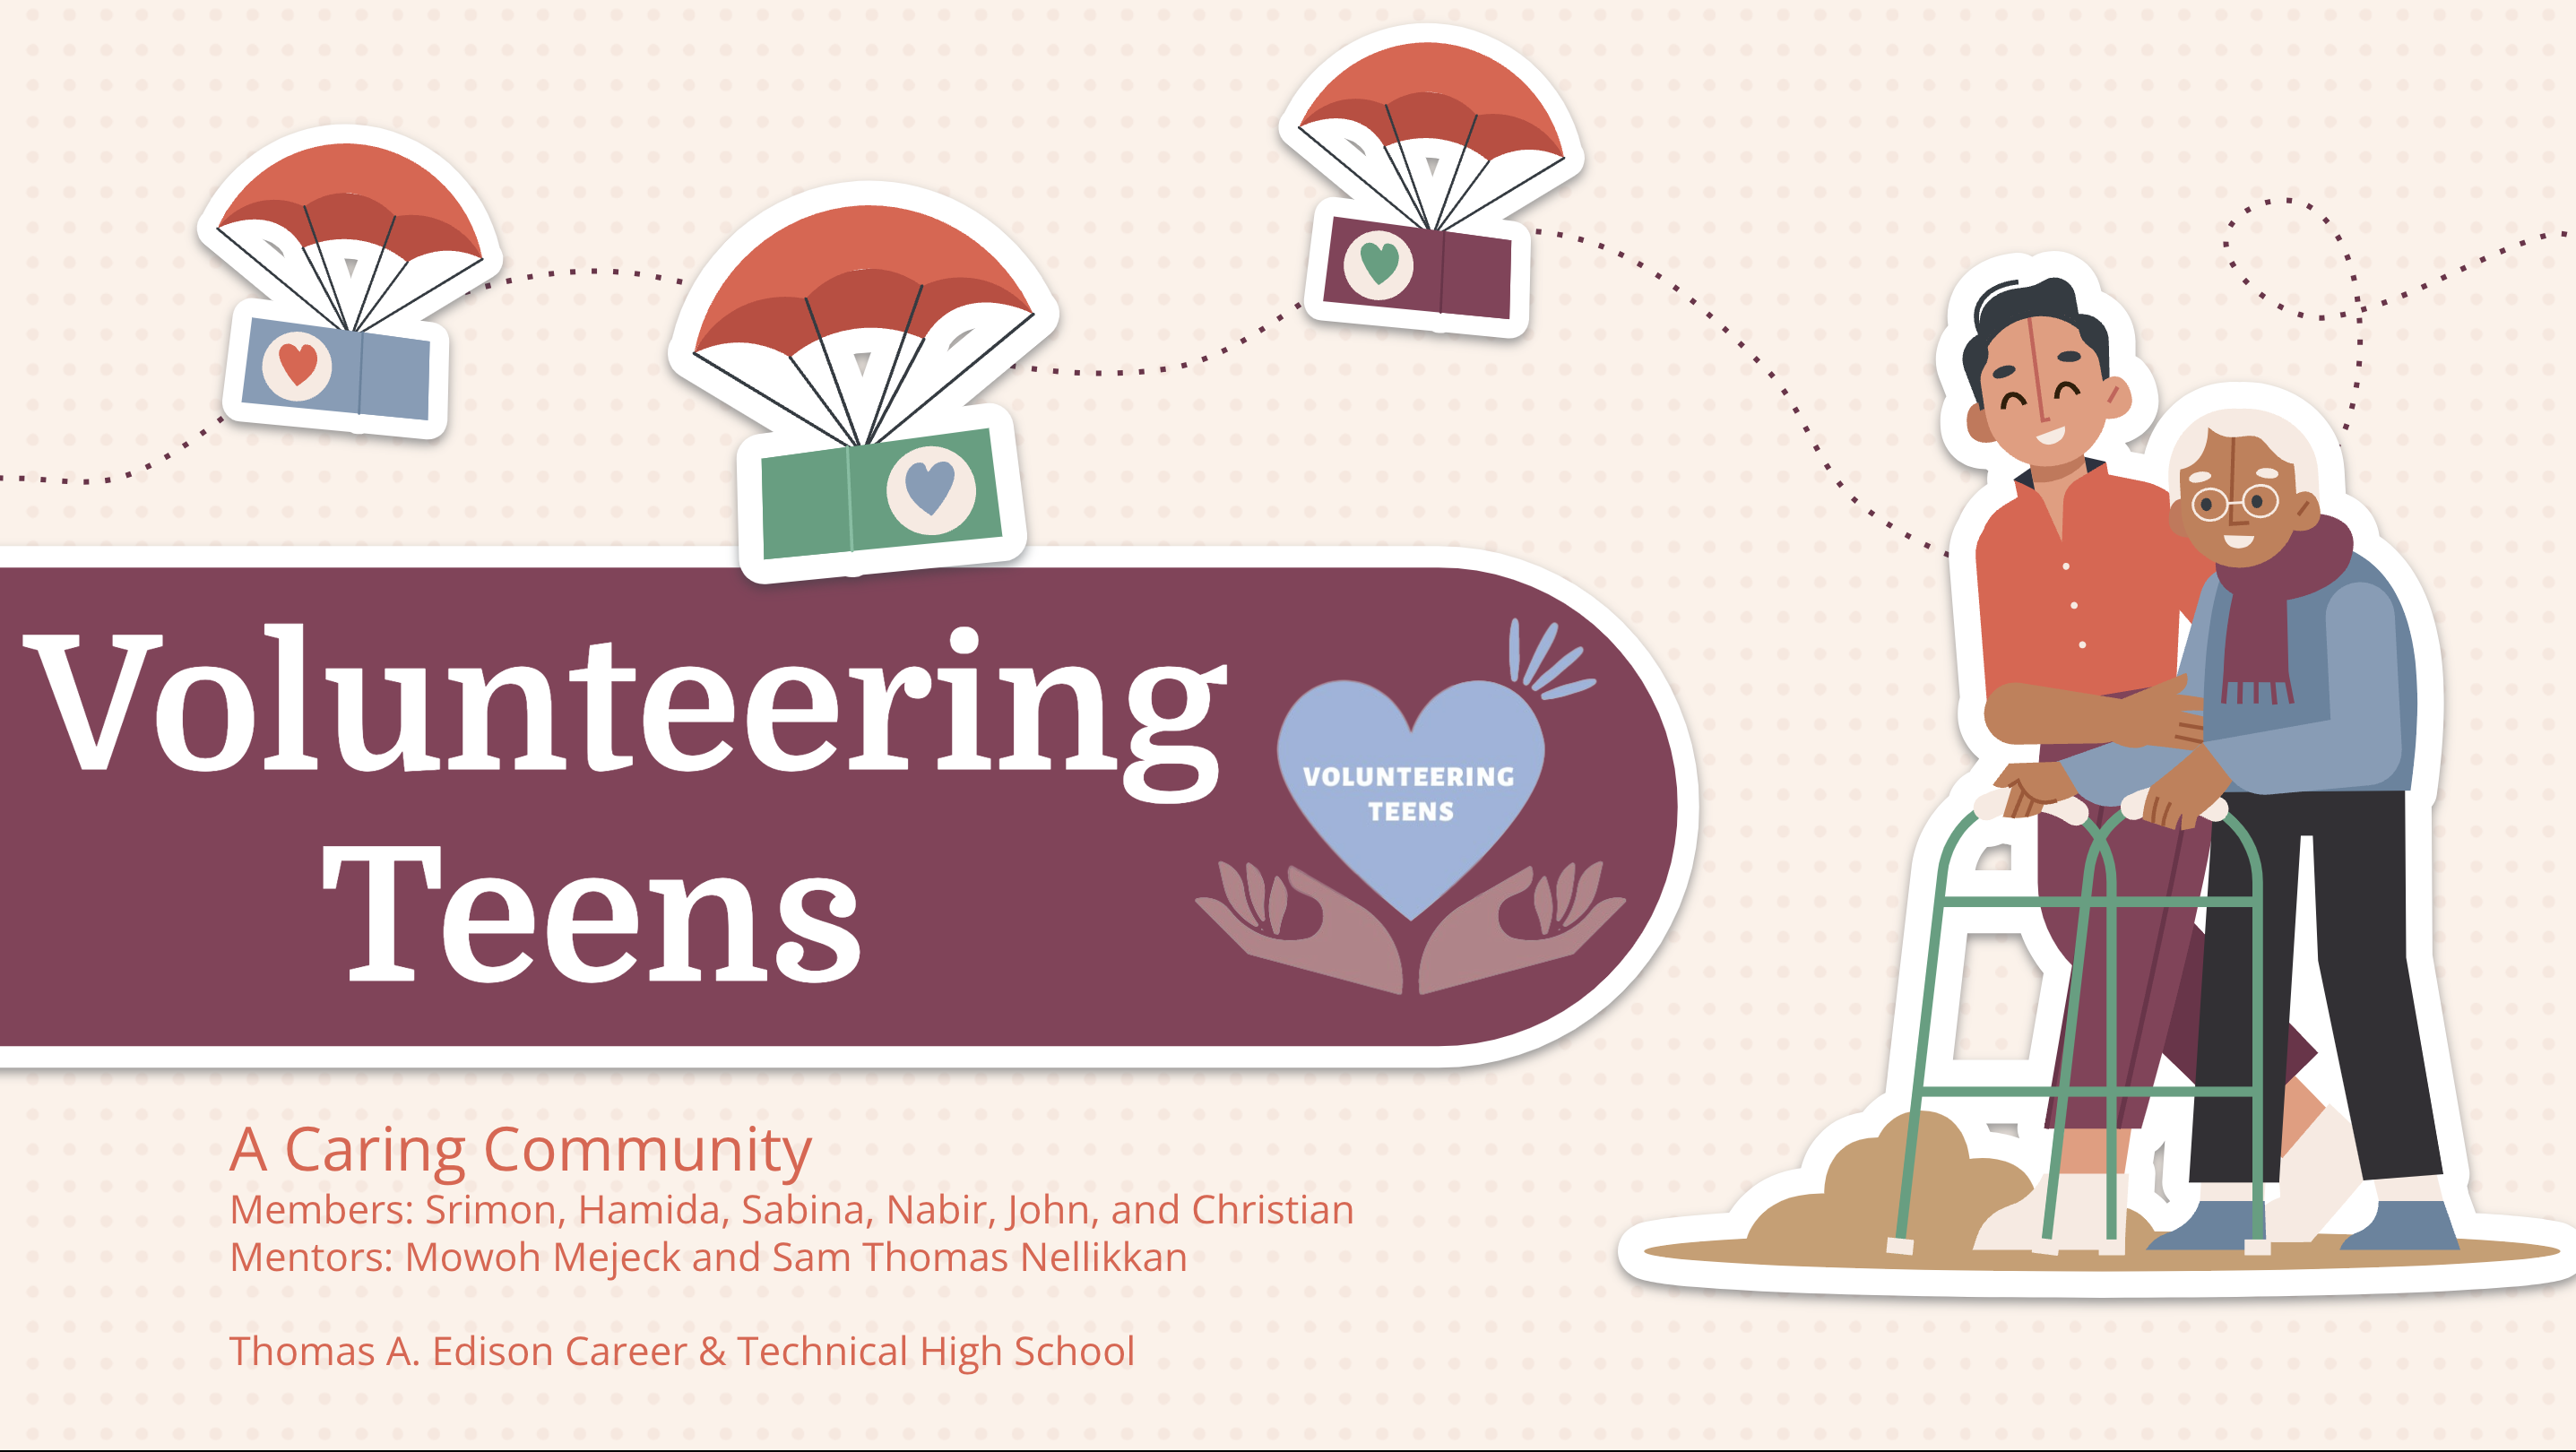 Volunteering
Teens
VOLUNTEERING
TEENS
A Caring Community
Members: Srimon, Hamida, Sabina, Nabir, John, and Christian
Mentors: Mowoh Mejeck and Sam Thomas Nellikkan
Thomas A. Edison Career & Technical High School